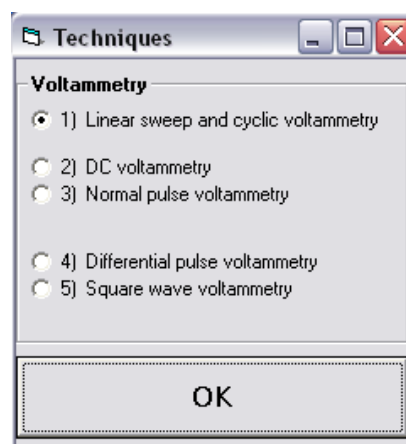 Techniques
Voltammetry
1) Linear sweep and cyclic voltammetry
2) DC voltammetry
3) Normal pulse voltammetry
4) Differential pulse voltammetry
5) Square wave voltammetry
OK